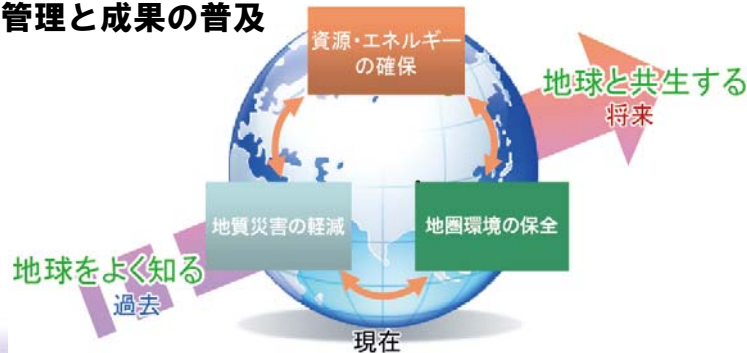 管理と成果の普及
資源・エネルギー
の確保
地球と共生する
将来
地質災害の軽減
地圏環境の保全
地球をよく知る
過去
現在